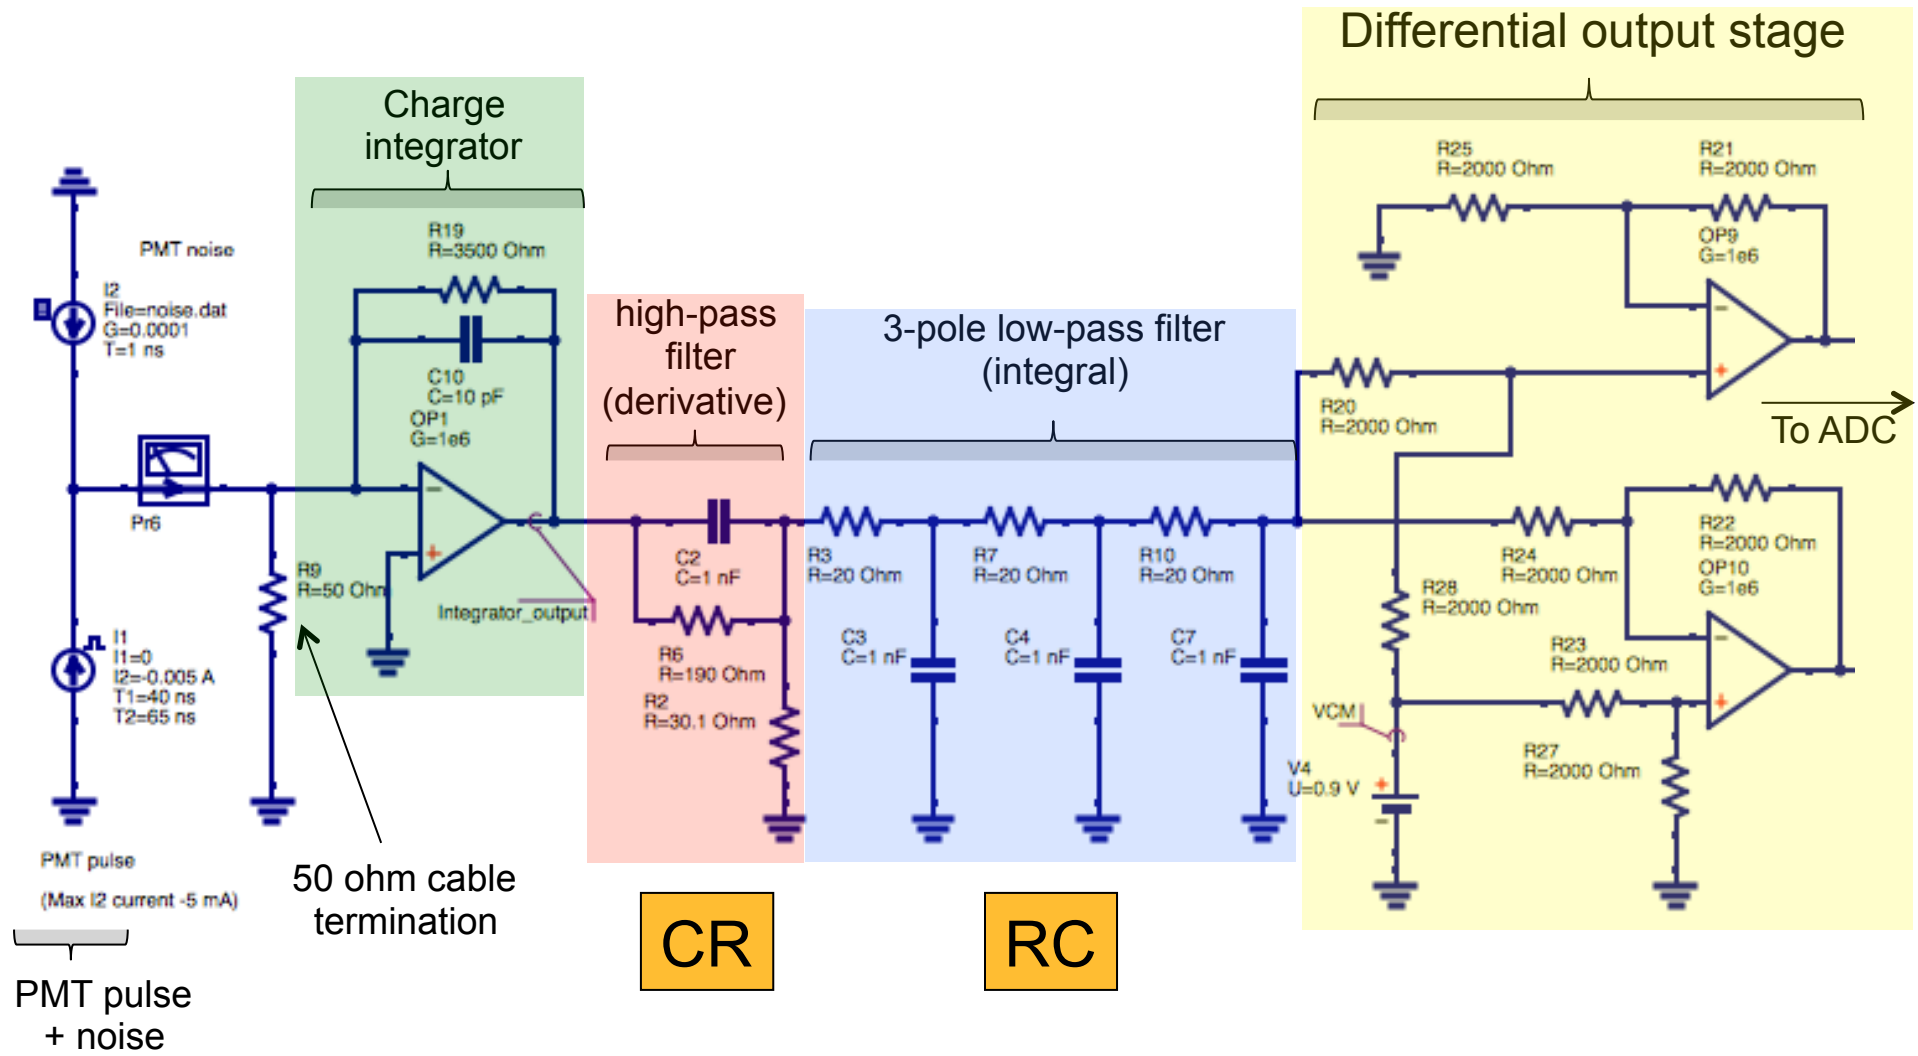 Differential output stage
Charge
integrator
R25
R=2000 Ohm
R21
R=2000 Ohm
R19
R=3500 Ohm
PMT noise
OP9
G=1e6
I2
File=noise.dat
G=0.0001
T=1 ns
high-pass
filter
(derivative)
3-pole low-pass filter
(integral)
C10
C=10 pF
OP1
G=1e6
R20
R=2000 Ohm
To ADC
Pr6
R9
R=50 Ohm
Integrator_output
C2
C=1 nF
R3
R=20 Ohm
R7
R=20 Ohm
R10
R=20 Ohm
R24
R=2000 Ohm
R22
R=2000 Ohm
OP10
G=1e6
R28
R=2000 Ohm
I1
I1=0
I2=-0.005 A
T1=40 ns
T2=65 ns
R6
R=190 Ohm
R2
R=30.1 Ohm
C3
C=1 nF
C4
C=1 nF
C7
C=1 nF
R23
R=2000 Ohm
VCM
R27
R=2000 Ohm
V4
U=0.9 V
PMT pulse
(Max I2 current -5 mA)
50 ohm cable
termination
CR
RC
PMT pulse
+ noise